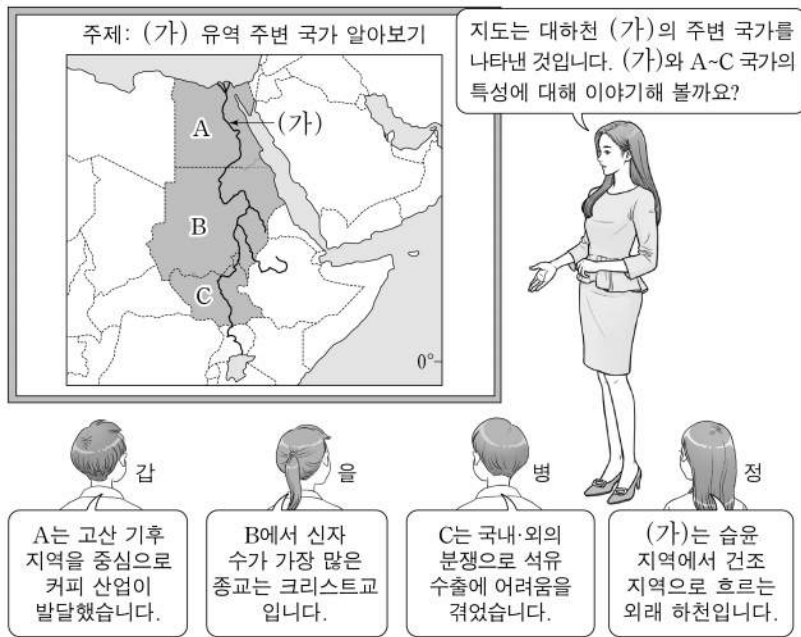 주제: (가) 유역 주변 국가 알아보기
A
(가)
B
C
0°
지도는 대하천 (가)의 주변 국가를
나타낸 것입니다. (가)와 A~C 국가의
특성에 대해 이야기해 볼까요?
갑
A는 고산 기후
지역을 중심으로
커피 산업이
발달했습니다.
을
B에서 신자
수가 가장 많은
종교는 크리스트교
입니다.
병
C는 국내·외의
분쟁으로 석유
수출에 어려움을
겪었습니다.
정
(가)는 습윤
지역에서 건조
지역으로 흐르는
외래 하천입니다.